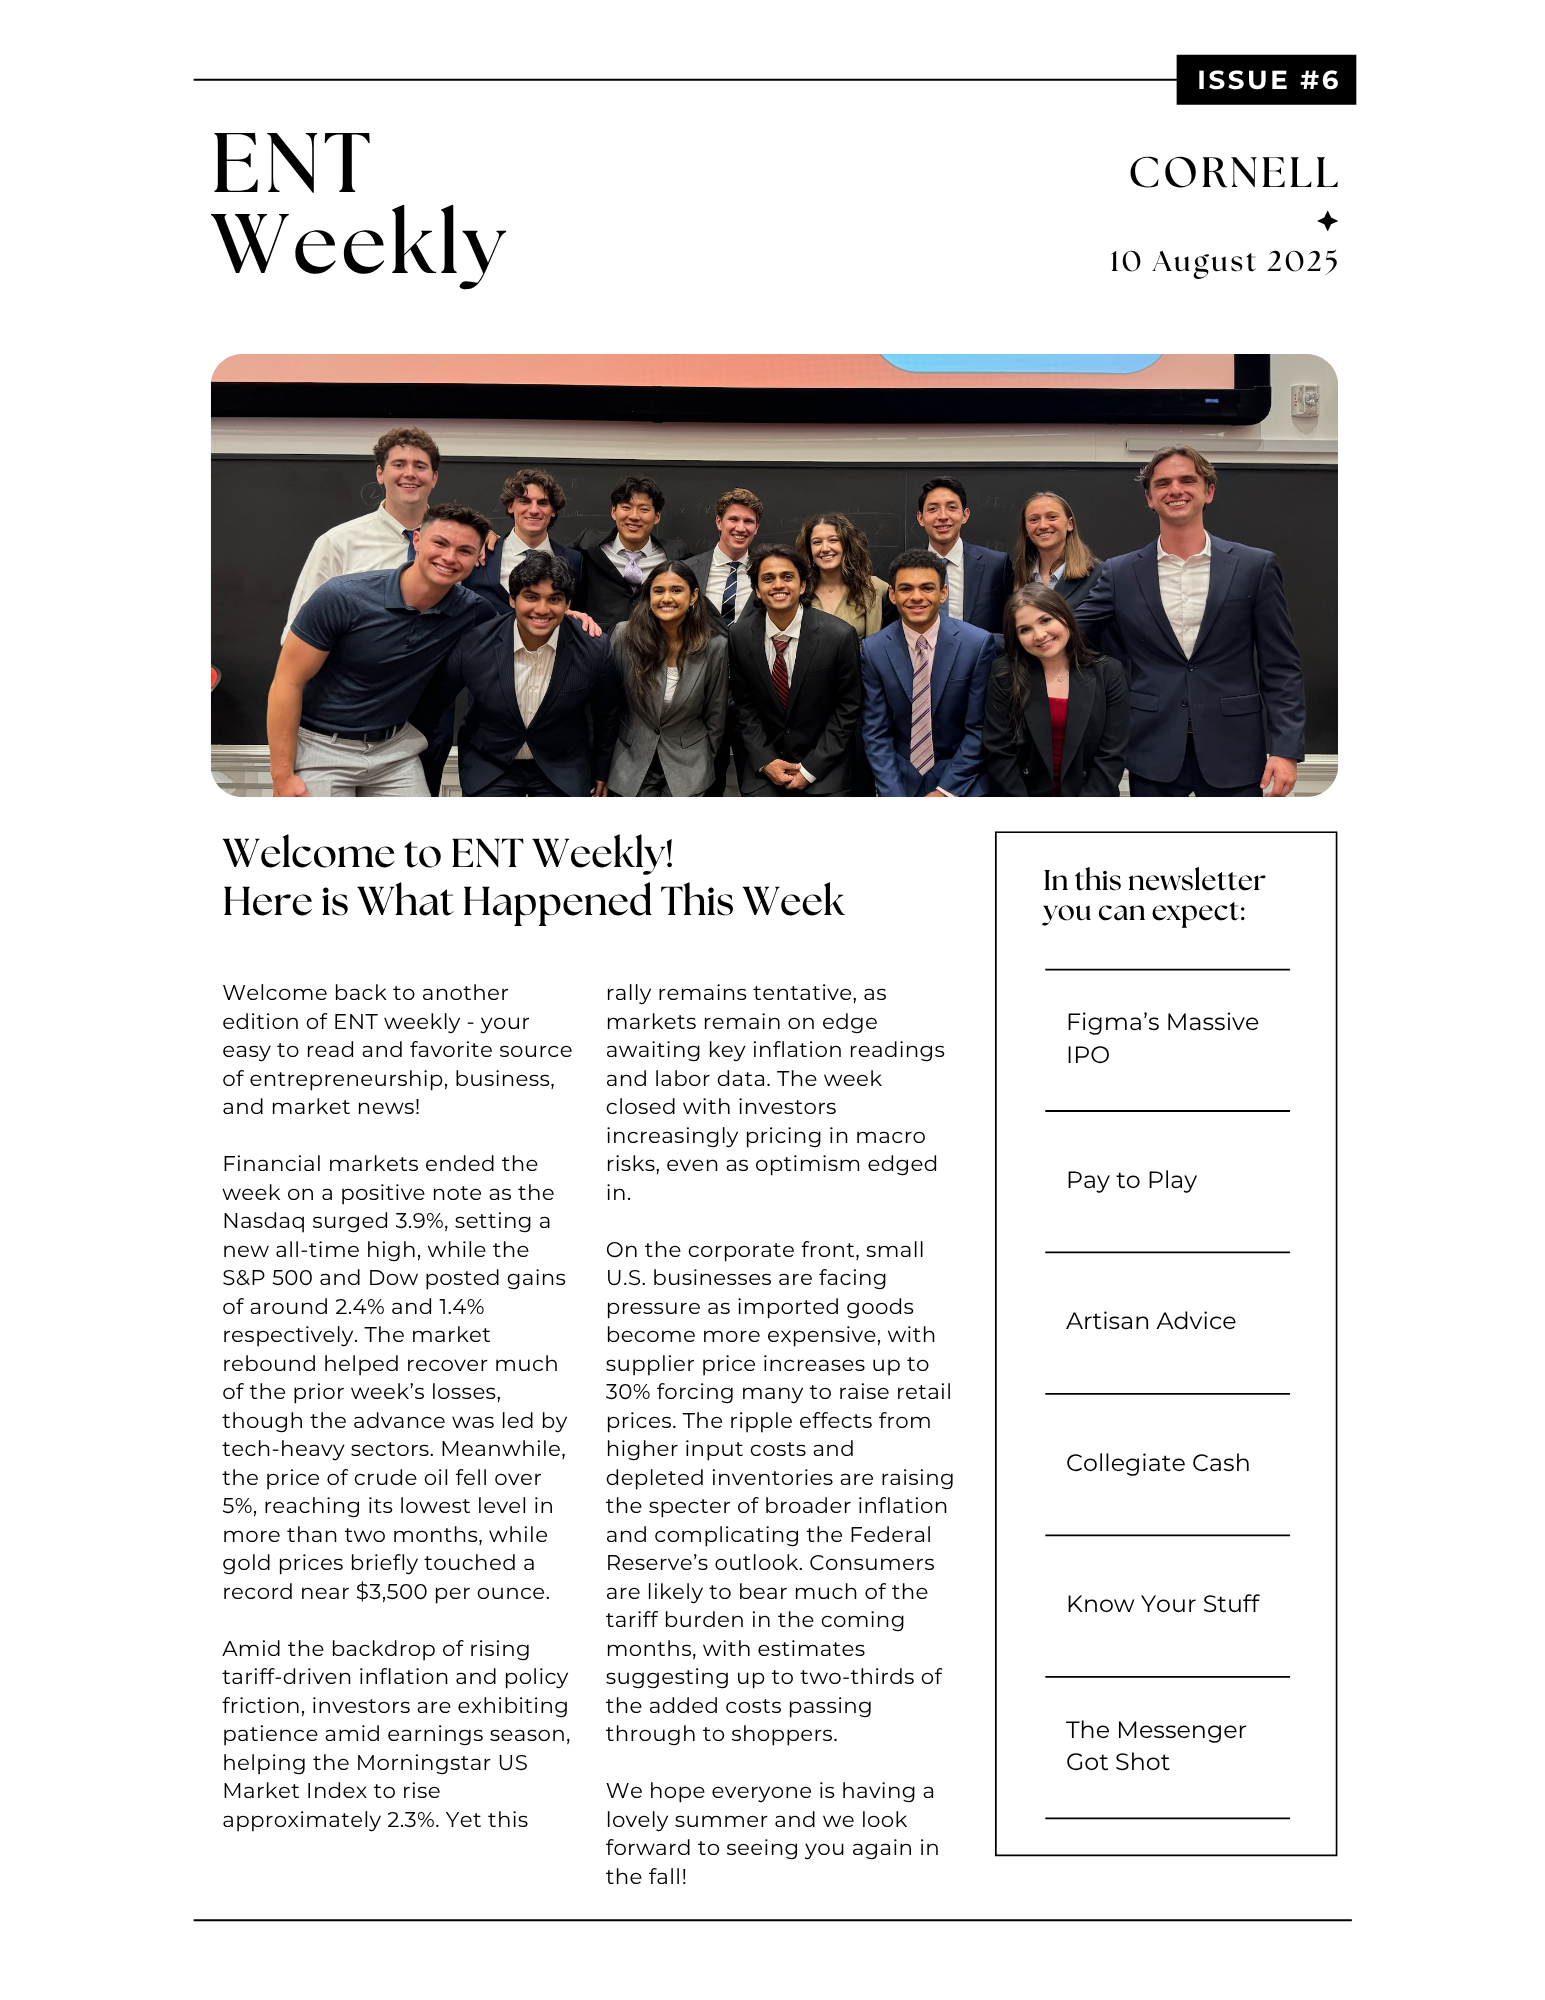 ISSUE #6
ENT
Weekly
CORNELL
10 August 2025
Welcome to ENT Weekly!
Here is What Happened This Week
Welcome back to another
edition of ENT weekly - your
easy to read and favorite source
of entrepreneurship, business,
and market news!
Financial markets ended the
week on a positive note as the
Nasdaq surged 3.9%, setting a
new all-time high, while the
S&P 500 and Dow posted gains
of around 2.4% and 1.4%
respectively. The market
rebound helped recover much
of the prior week’s losses,
though the advance was led by
tech-heavy sectors. Meanwhile,
the price of crude oil fell over
5%, reaching its lowest level in
more than two months, while
gold prices briefly touched a
record near $3,500 per ounce.
Amid the backdrop of rising
tariff-driven inflation and policy
friction, investors are exhibiting
patience amid earnings season,
helping the Morningstar US
Market Index to rise
approximately 2.3%. Yet this
rally remains tentative, as
markets remain on edge
awaiting key inflation readings
and labor data. The week
closed with investors
increasingly pricing in macro
risks, even as optimism edged
in.
On the corporate front, small
U.S. businesses are facing
pressure as imported goods
become more expensive, with
supplier price increases up to
30% forcing many to raise retail
prices. The ripple effects from
higher input costs and
depleted inventories are raising
the specter of broader inflation
and complicating the Federal
Reserve’s outlook. Consumers
are likely to bear much of the
tariff burden in the coming
months, with estimates
suggesting up to two-thirds of
the added costs passing
through to shoppers.
We hope everyone is having a
lovely summer and we look
forward to seeing you again in
the fall!
In this newsletter
you can expect:
Figma’s Massive
IPO
Pay to Play
Artisan Advice
Collegiate Cash
Know Your Stuff
The Messenger
Got Shot